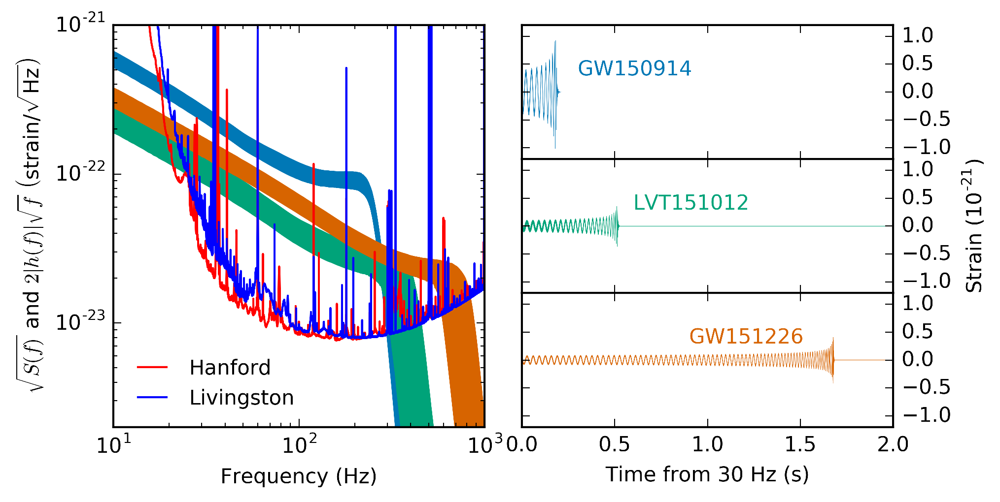 √S(f) and 2|h(f)|√f (strain/√Hz)
10^-21
10^-22
10^-23
Hanford
Livingston
10^1 10^2 10^3
Frequency (Hz)
GW150914
1.0
0.5
0.0
−0.5
−1.0
LVT151012
1.0
0.5
0.0
−0.5
−1.0
GW151226
1.0
0.5
0.0
−0.5
−1.0
Strain (10^-21)
0.0 0.5 1.0 1.5 2.0
Time from 30 Hz (s)